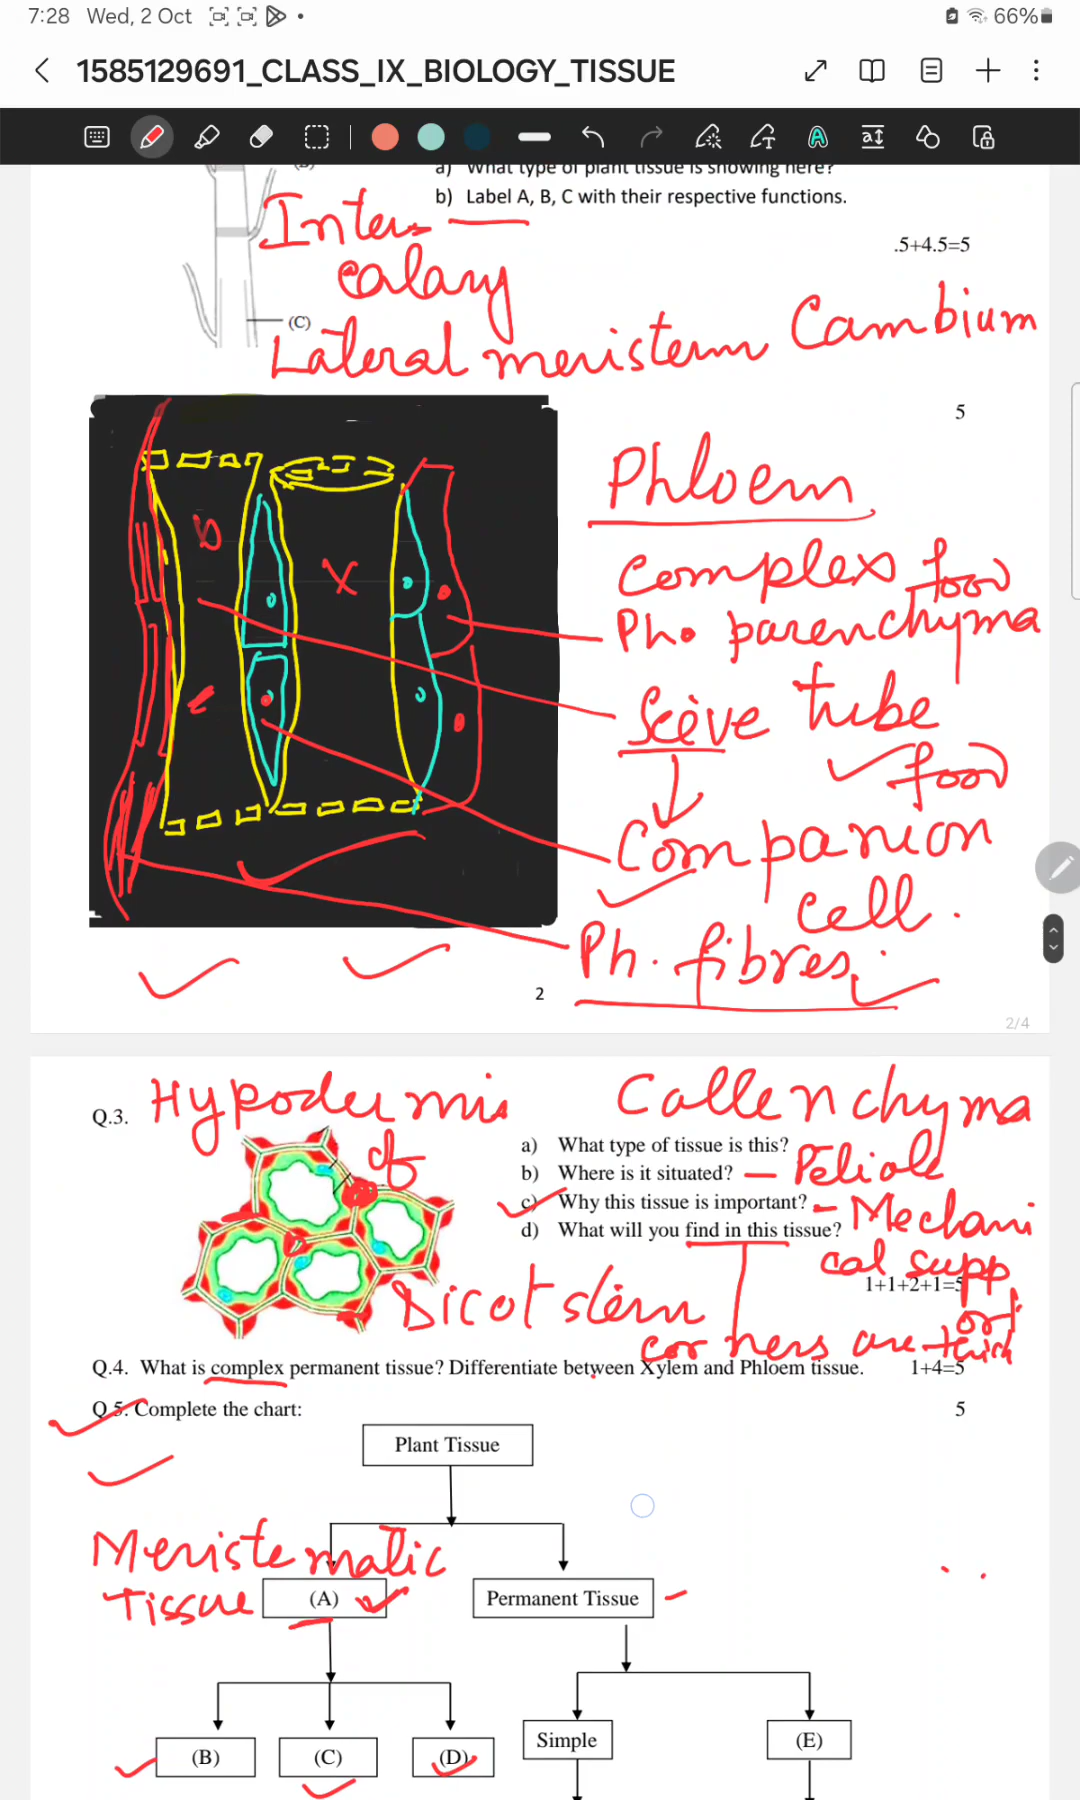 7:28 Wed, 2 Oct
66%
1585129691_CLASS_IX_BIOLOGY_TISSUE
a) What type of plant tissue is showing here?
b) Label A, B, C with their respective functions.
Inter-
calary
.5+4.5=5
(C)
Lateral meristerm Cambium
5
Phloem
Complex food
Pho parenchyma
X
Seive tube
food
Companion
cell.
Ph. fibres
2
2/4
Hypodermis Collenchyma
Q.3.
of
a) What type of tissue is this?
b) Where is it situated? - Petiole
c) Why this tissue is important? - Mechani
d) What will you find in this tissue?
cal supp
ort
1+1+2+1=5
Dicot stem
corners are thick
Q.4. What is complex permanent tissue? Differentiate between Xylem and Phloem tissue. 1+4=5
Q.5. Complete the chart: 5
Plant Tissue
Meristematic
Tissue
(A)
Permanent Tissue
Simple
(E)
(B)
(C)
(D)